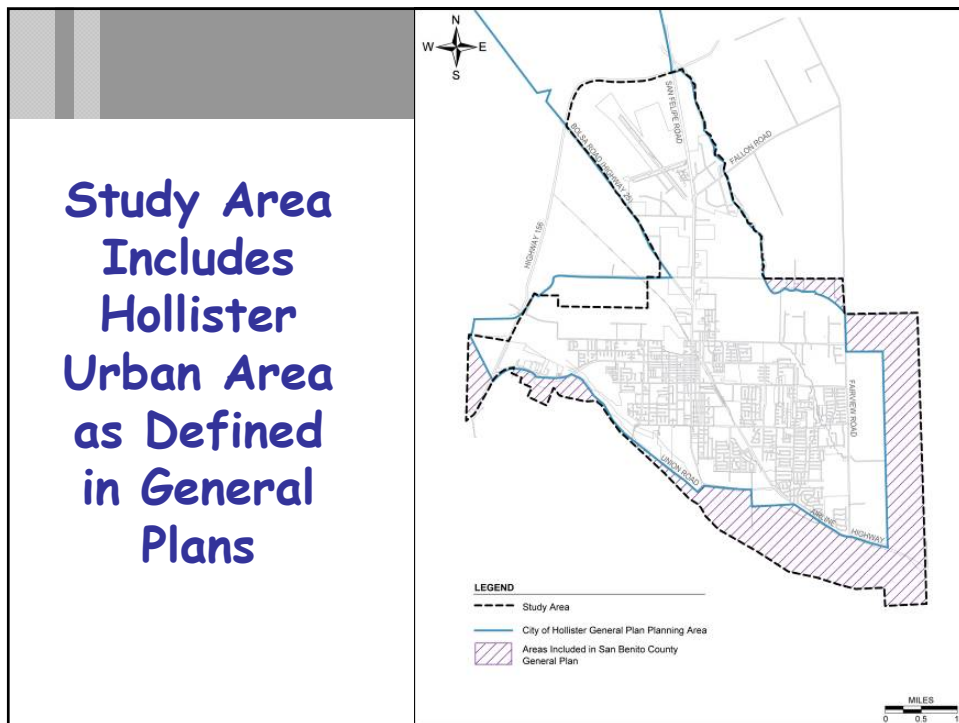 Study Area
Includes
Hollister
Urban Area
as Defined
in General
Plans
N
W E
S
SAN FELIPE ROAD
FALLON ROAD
BOLSA ROAD (HIGHWAY 25)
HIGHWAY 156
FAIRVIEW ROAD
UNION ROAD
AIRLINE HIGHWAY
LEGEND
Study Area
City of Hollister General Plan Planning Area
Areas Included in San Benito County
General Plan
MILES
0 0.5 1